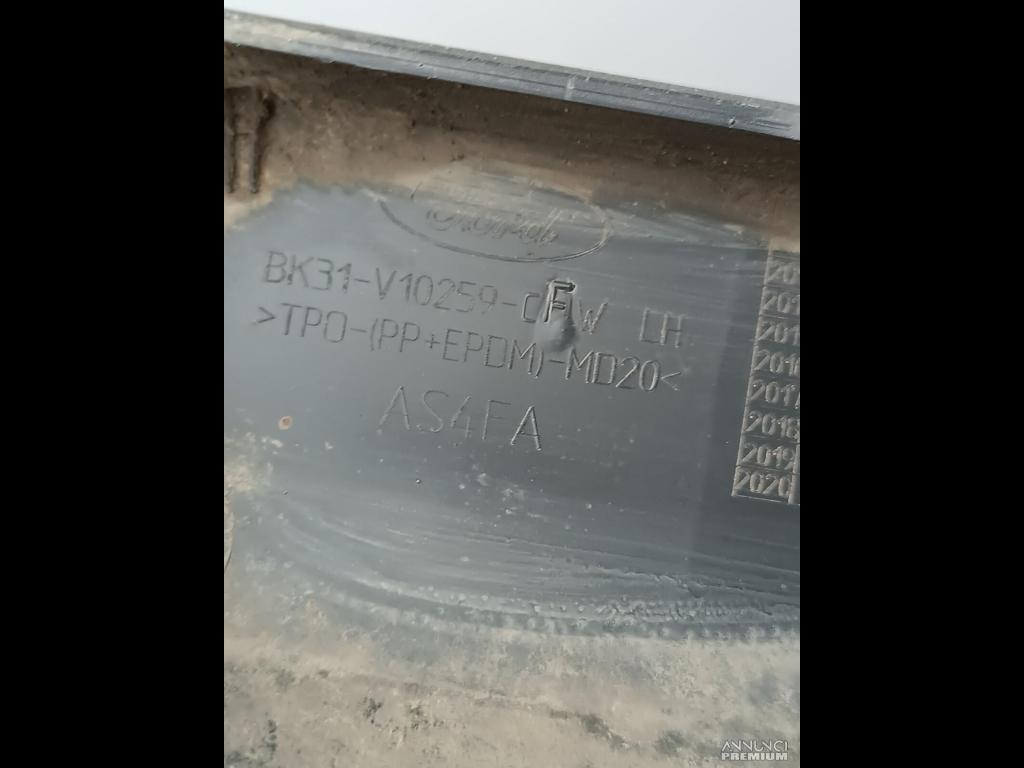 Ford
BK31-V10259-CFW LH
>TPO-(PP+EPDM)-MD20<
AS4FA
2016
2017
2018
2019
2020
ANNUNCI
PREMIUM